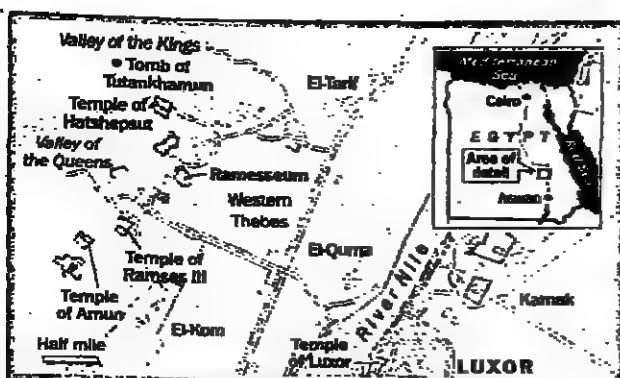 Valley of the Kings
Tomb of
Tutankhamun
El-Tarif
Temple of
Hatshepsut
Valley of
the Queens
Ramesseum
Western
Thebes
Temple of
Ramses III
El-Qurna
Temple
of Amun
El-Kom
Half mile
River Nile
Temple
of Luxor
Karnak
LUXOR
Mediterranean
Sea
Cairo
EGYPT
Area of
detail
Aswan